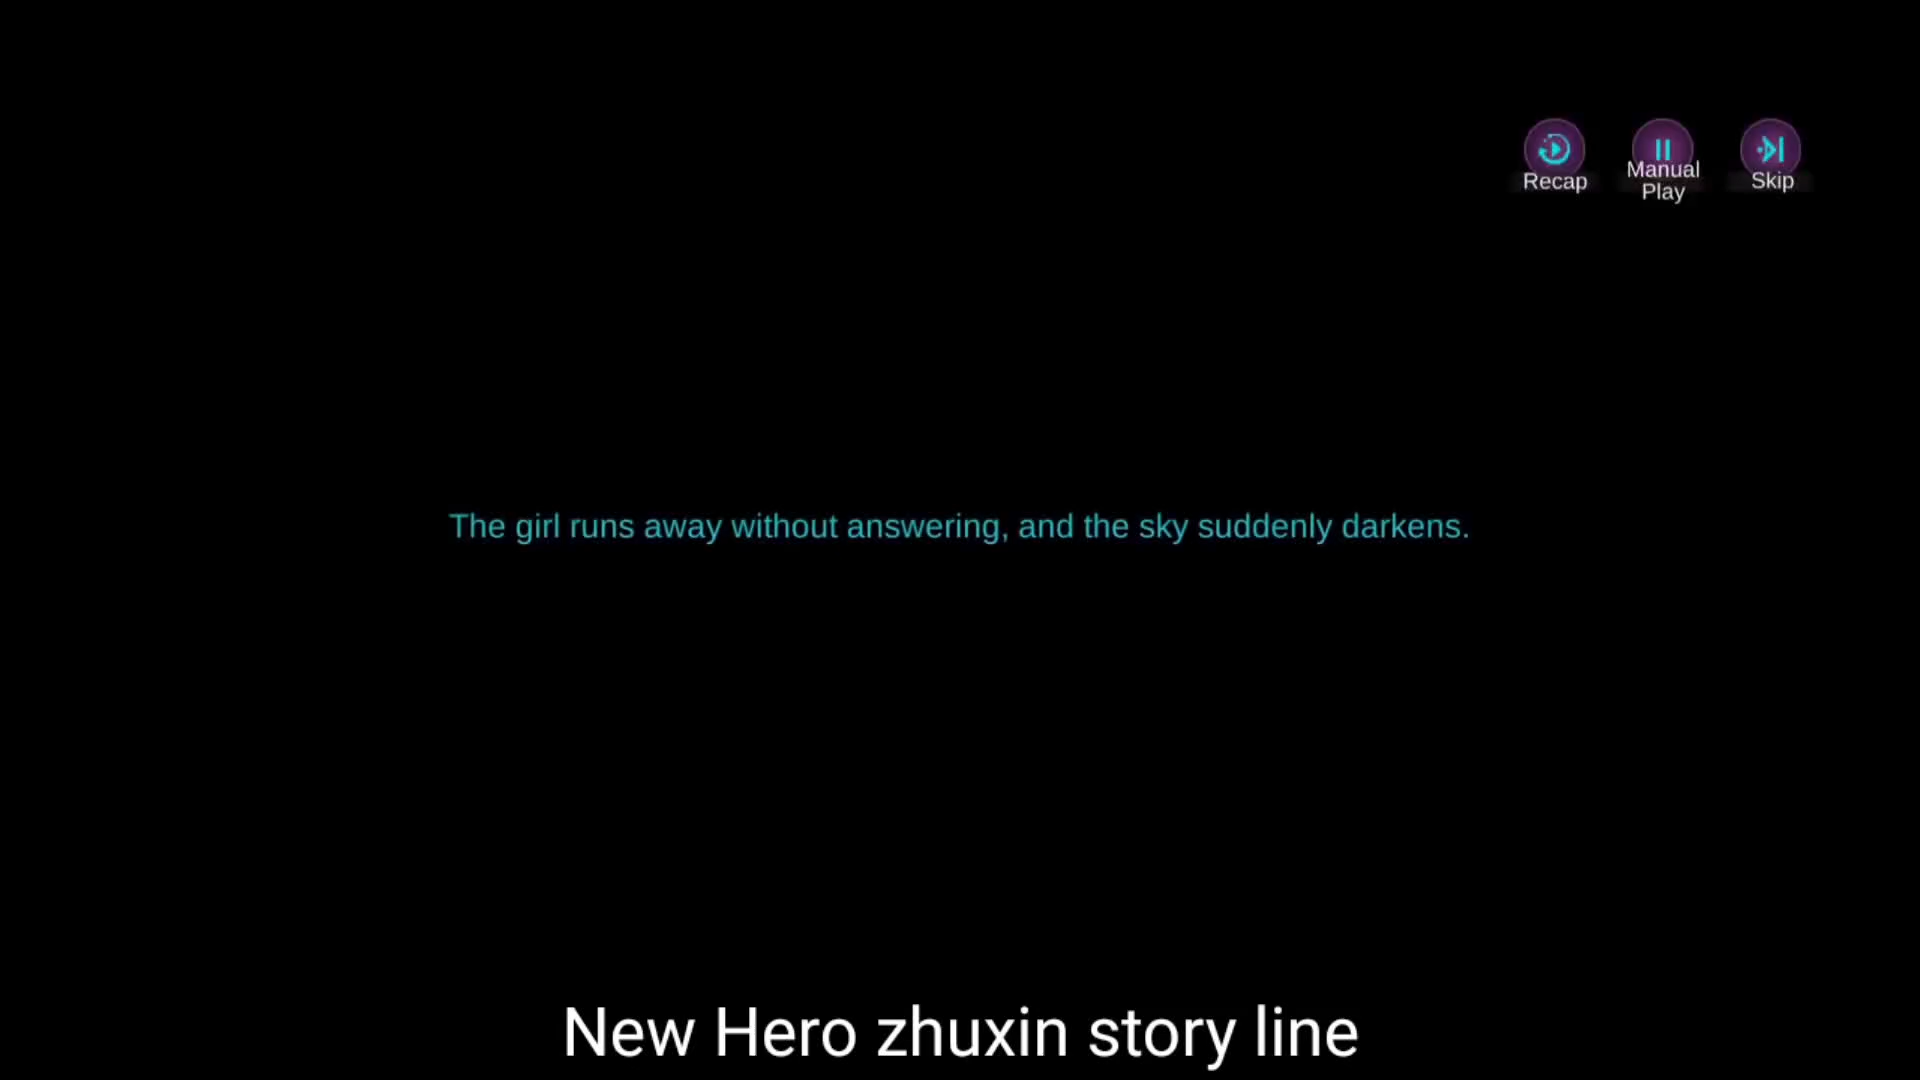 Recap
Manual
Play
Skip
The girl runs away without answering, and the sky suddenly darkens.
New Hero zhuxin story line